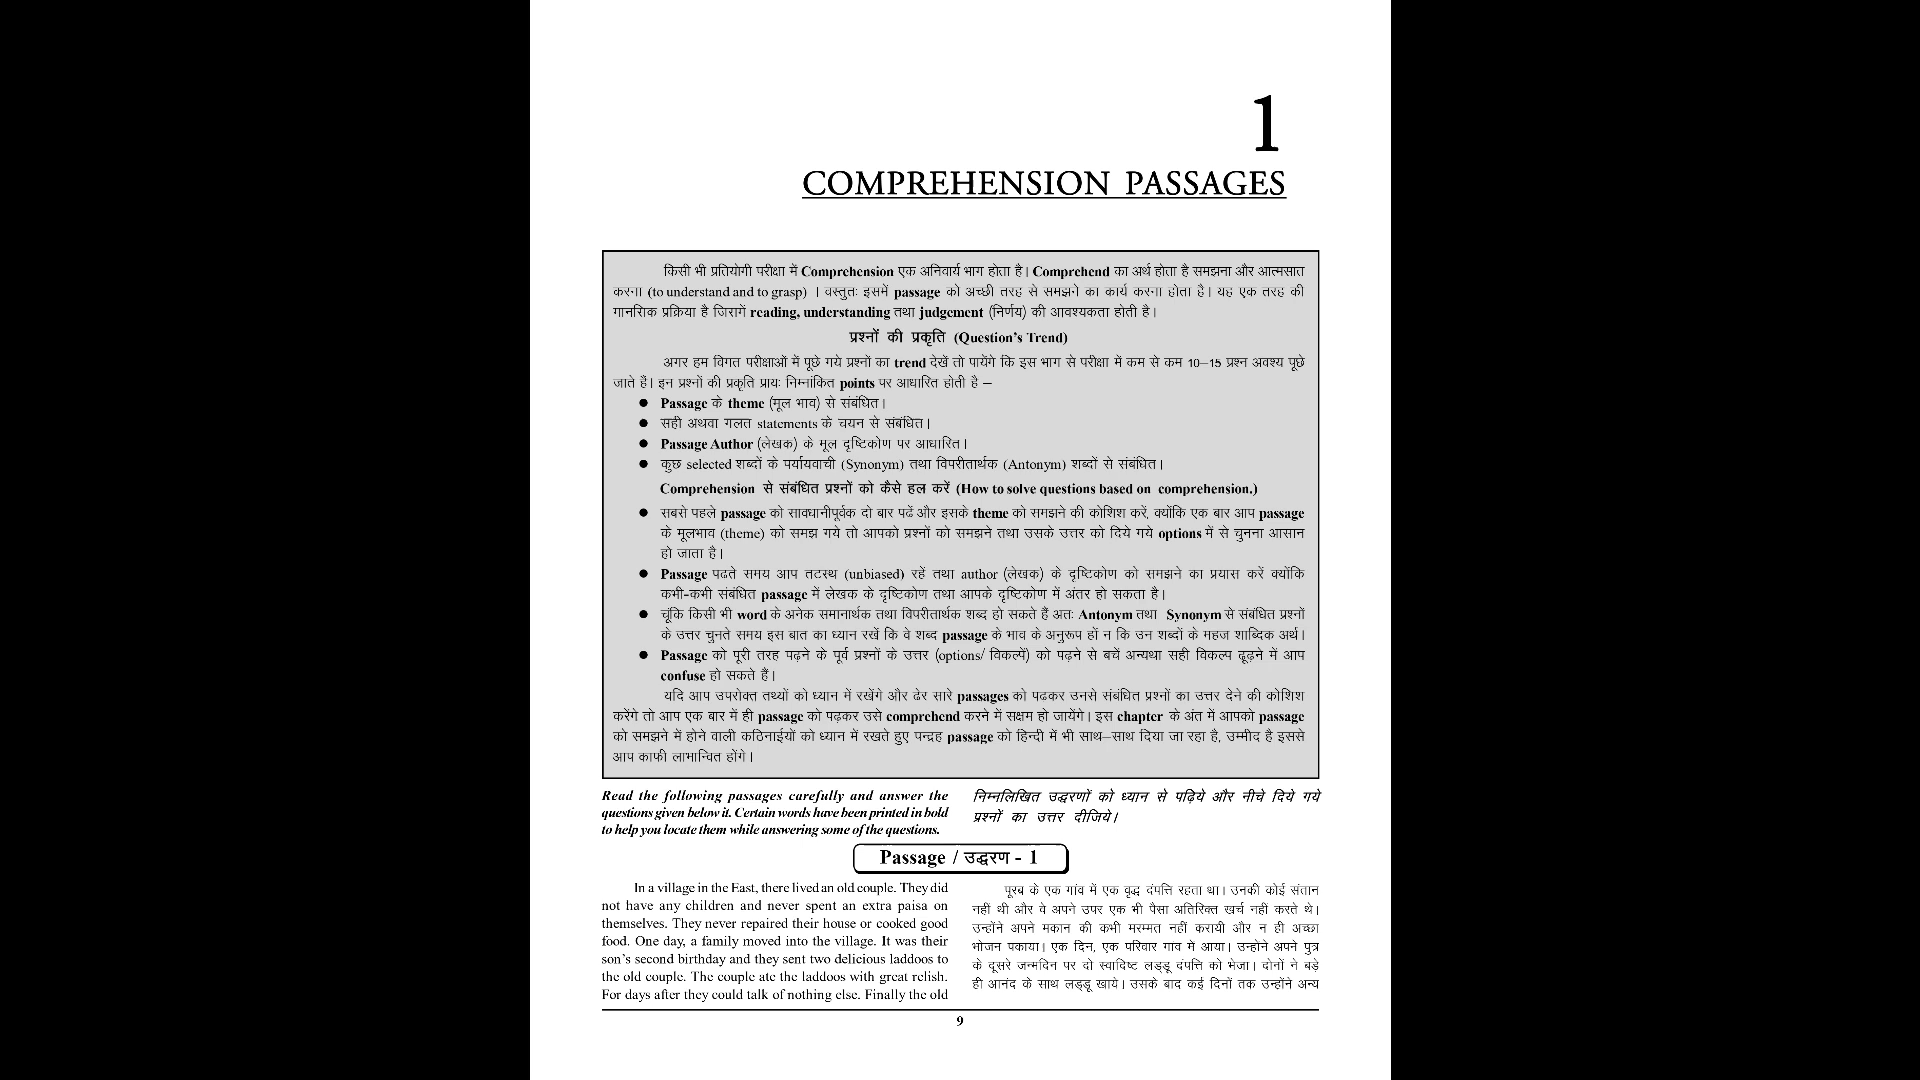 1
COMPREHENSION PASSAGES
किसी भी प्रतियोगी परीक्षा में Comprehension एक अनिवार्य भाग होता है। Comprehend का अर्थ होता है समझना और आत्मसात
करना (to understand and to grasp) । वस्तुतः इसमें passage को अच्छी तरह से समझने का कार्य करना होता है। यह एक तरह की
मानसिक प्रक्रिया है जिसमें reading, understanding तथा judgement (निर्णय) की आवश्यकता होती है।
प्रश्नों की प्रकृति (Question's Trend)
अगर हम विगत परीक्षाओं में पूछे गये प्रश्नों का trend देखें तो पायेंगे कि इस भाग से परीक्षा में कम से कम 10–15 प्रश्न अवश्य पूछे
जाते हैं। इन प्रश्नों की प्रकृति प्रायः निम्नांकित points पर आधारित होती है –
● Passage के theme (मूल भाव) से संबंधित।
● सही अथवा गलत statements के चयन से संबंधित।
● Passage Author (लेखक) के मूल दृष्टिकोण पर आधारित।
● कुछ selected शब्दों के पर्यायवाची (Synonym) तथा विपरीतार्थक (Antonym) शब्दों से संबंधित।
Comprehension से संबंधित प्रश्नों को कैसे हल करें (How to solve questions based on comprehension.)
● सबसे पहले passage को सावधानीपूर्वक दो बार पढें और इसके theme को समझने की कोशिश करें, क्योंकि एक बार आप passage
के मूलभाव (theme) को समझ गये तो आपको प्रश्नों को समझने तथा उसके उत्तर को दिये गये options में से चुनना आसान
हो जाता है।
● Passage पढते समय आप तटस्थ (unbiased) रहें तथा author (लेखक) के दृष्टिकोण को समझने का प्रयास करें क्योंकि
कभी-कभी संबंधित passage में लेखक के दृष्टिकोण तथा आपके दृष्टिकोण में अंतर हो सकता है।
● चूंकि किसी भी word के अनेक समानार्थक तथा विपरीतार्थक शब्द हो सकते हैं अतः Antonym तथा Synonym से संबंधित प्रश्नों
के उत्तर चुनते समय इस बात का ध्यान रखें कि वे शब्द passage के भाव के अनुरूप हों न कि उन शब्दों के महज शाब्दिक अर्थ।
● Passage को पूरी तरह पढ़ने के पूर्व प्रश्नों के उत्तर (options/ विकल्पें) को पढ़ने से बचें अन्यथा सही विकल्प ढूढ़ने में आप
confuse हो सकते हैं।
यदि आप उपरोक्त तथ्यों को ध्यान में रखेंगे और ढेर सारे passages को पढकर उनसे संबंधित प्रश्नों का उत्तर देने की कोशिश
करेंगे तो आप एक बार में ही passage को पढ़कर उसे comprehend करने में सक्षम हो जायेंगे। इस chapter के अंत में आपको passage
को समझने में होने वाली कठिनाईयों को ध्यान में रखते हुए पन्द्रह passage को हिन्दी में भी साथ–साथ दिया जा रहा है, उम्मीद है इससे
आप काफी लाभान्वित होंगे।
Read the following passages carefully and answer the
questions given below it. Certain words have been printed in bold
to help you locate them while answering some of the questions.
निम्नलिखित उद्धरणों को ध्यान से पढ़िये और नीचे दिये गये
प्रश्नों का उत्तर दीजिये।
Passage / उद्धरण - 1
In a village in the East, there lived an old couple. They did
not have any children and never spent an extra paisa on
themselves. They never repaired their house or cooked good
food. One day, a family moved into the village. It was their
son's second birthday and they sent two delicious laddoos to
the old couple. The couple ate the laddoos with great relish.
For days after they could talk of nothing else. Finally the old
पूरब के एक गांव में एक वृद्ध दंपत्ति रहता था। उनकी कोई संतान
नहीं थी और वे अपने उपर एक भी पैसा अतिरिक्त खर्च नहीं करते थे।
उन्होंने अपने मकान की कभी मरम्मत नहीं करायी और न ही अच्छा
भोजन पकाया। एक दिन, एक परिवार गाव में आया। उन्होने अपने पुत्र
के दूसरे जन्मदिन पर दो स्वादिष्ट लड्डू दंपत्ति को भेजा। दोनों ने बड़े
ही आनंद के साथ लड्डू खाये। उसके बाद कई दिनों तक उन्होंने अन्य
9